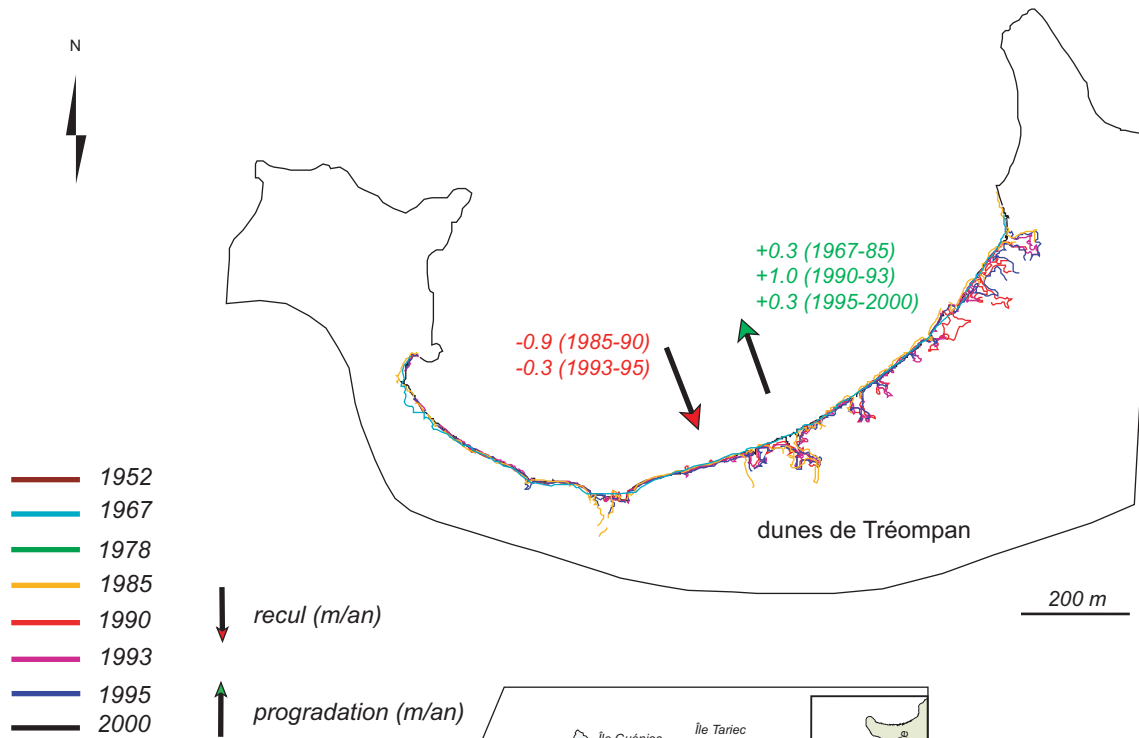 N
+0.3 (1967-85)
+1.0 (1990-93)
+0.3 (1995-2000)
-0.9 (1985-90)
-0.3 (1993-95)
dunes de Tréompan
200 m
1952
1967
1978
1985
1990
1993
1995
2000
recul (m/an)
progradation (m/an)
Île Tariec